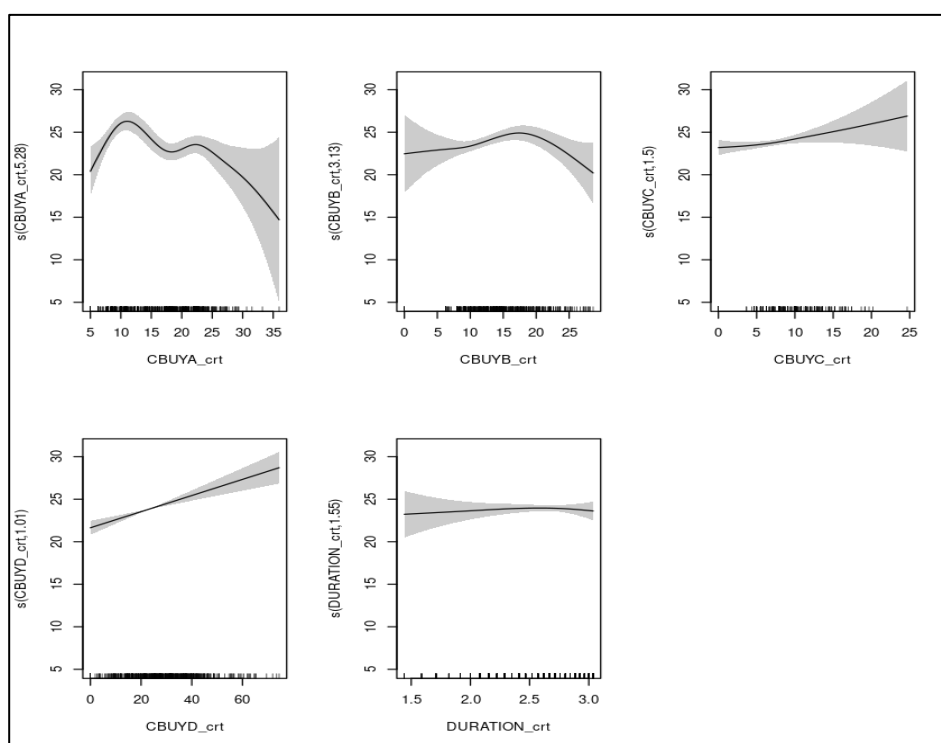 s(CBUYA_crt,5.28)
30
25
20
15
10
5
5 10 15 20 25 30 35
CBUYA_crt
s(CBUYB_crt,3.13)
30
25
20
15
10
5
0 5 10 15 20 25
CBUYB_crt
s(CBUYC_crt,1.5)
30
25
20
15
10
5
0 5 10 15 20 25
CBUYC_crt
s(CBUYD_crt,1.01)
30
25
20
15
10
5
0 20 40 60
CBUYD_crt
s(DURATION_crt,1.55)
30
25
20
15
10
5
1.5 2.0 2.5 3.0
DURATION_crt